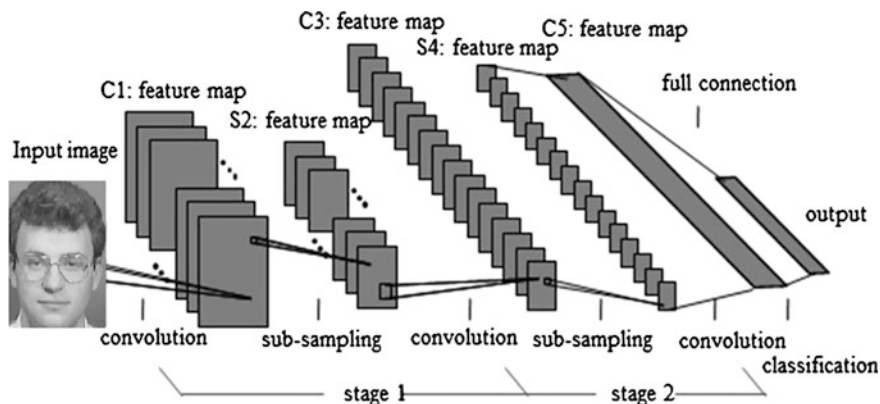 C3: feature map
C5: feature map
S4: feature map
C1: feature map
full connection
S2: feature map
Input image
output
convolution
sub-sampling
convolution
sub-sampling
convolution
classification
stage 1
stage 2